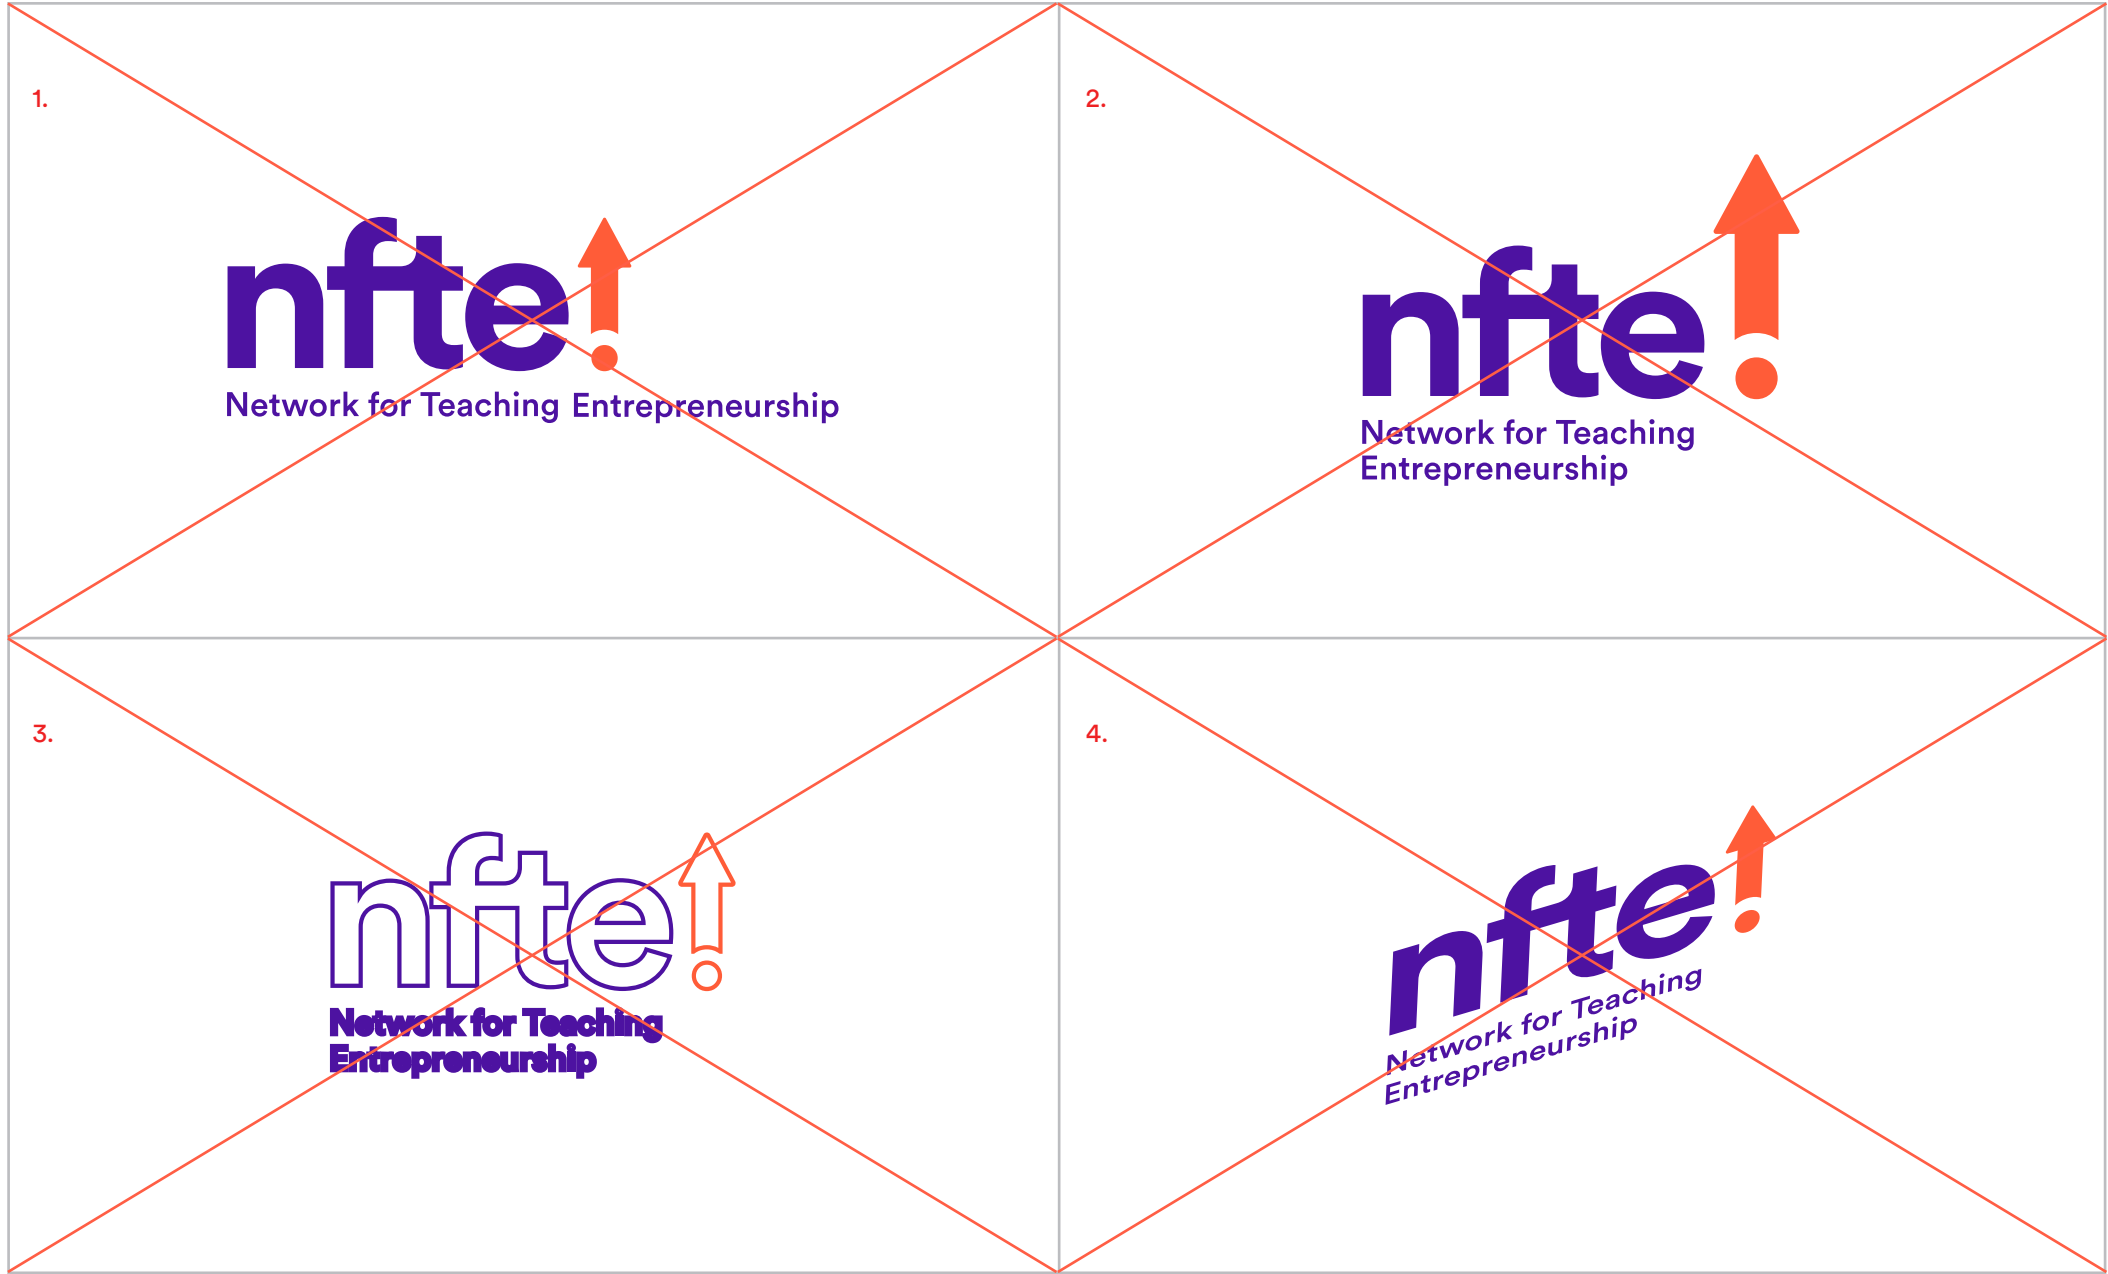 1.
nfte!
Network for Teaching Entrepreneurship
2.
nfte!
Network for Teaching
Entrepreneurship
3.
nfte!
Network for Teaching
Entrepreneurship
4.
nfte!
Network for Teaching
Entrepreneurship